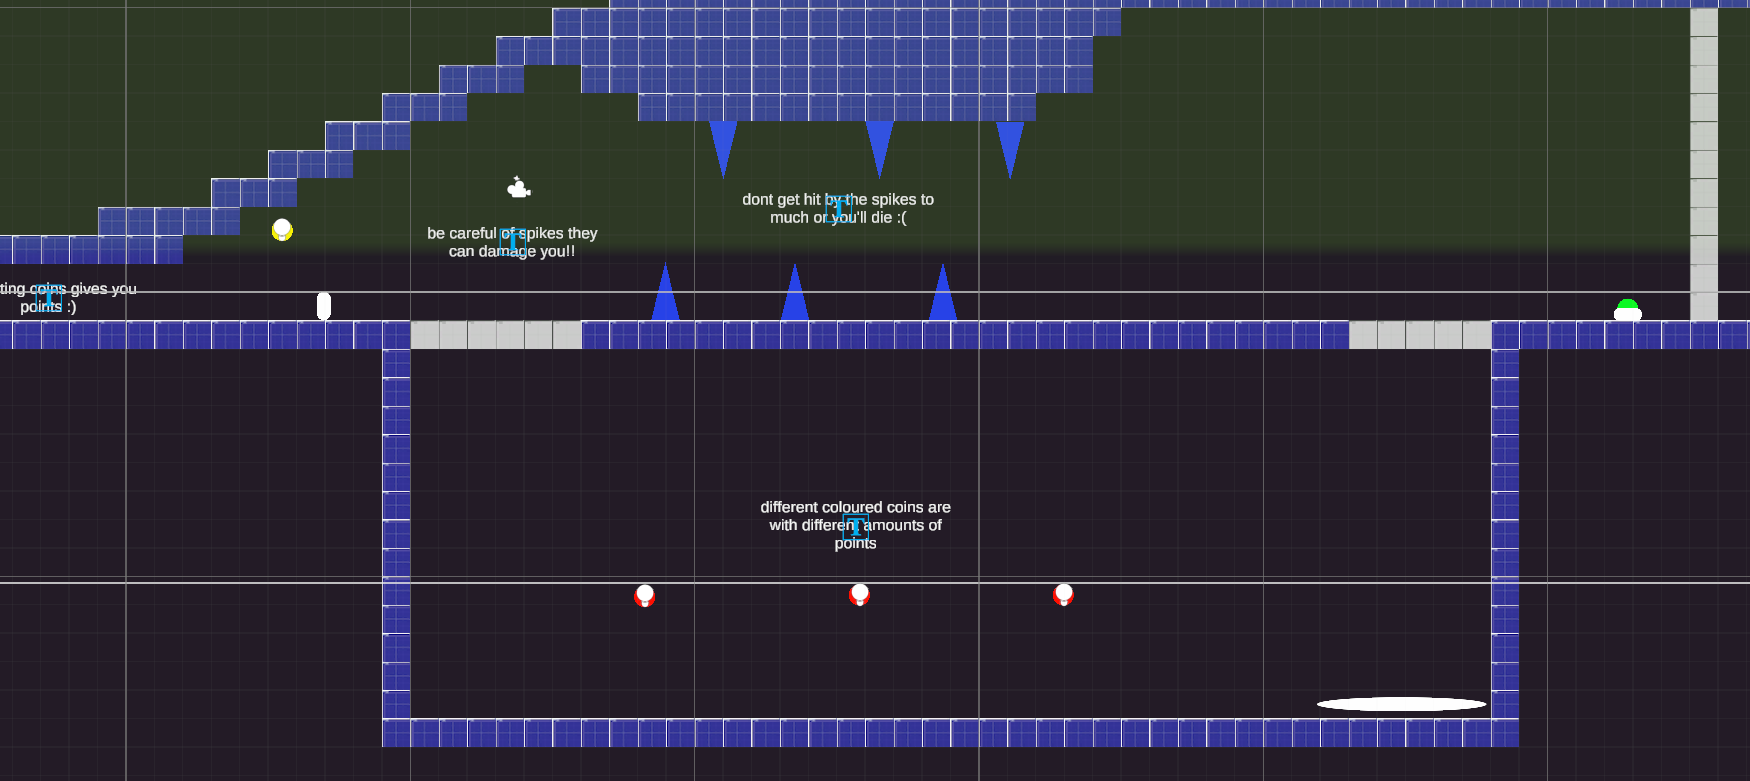 dont get hit by the spikes to
much or you'll die :(
be careful of spikes they
can damage you!!
ting coins gives you
points :)
different coloured coins are
with different amounts of
points